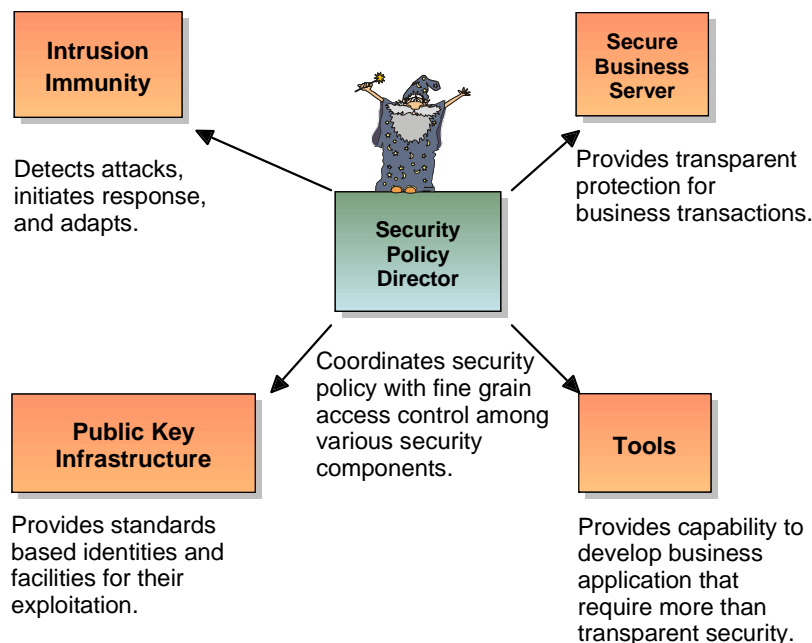 Intrusion
Immunity
Detects attacks,
initiates response,
and adapts.
Secure
Business
Server
Provides transparent
protection for
business transactions.
Security
Policy
Director
Coordinates security
policy with fine grain
access control among
various security
components.
Public Key
Infrastructure
Provides standards
based identities and
facilities for their
exploitation.
Tools
Provides capability to
develop business
application that
require more than
transparent security.